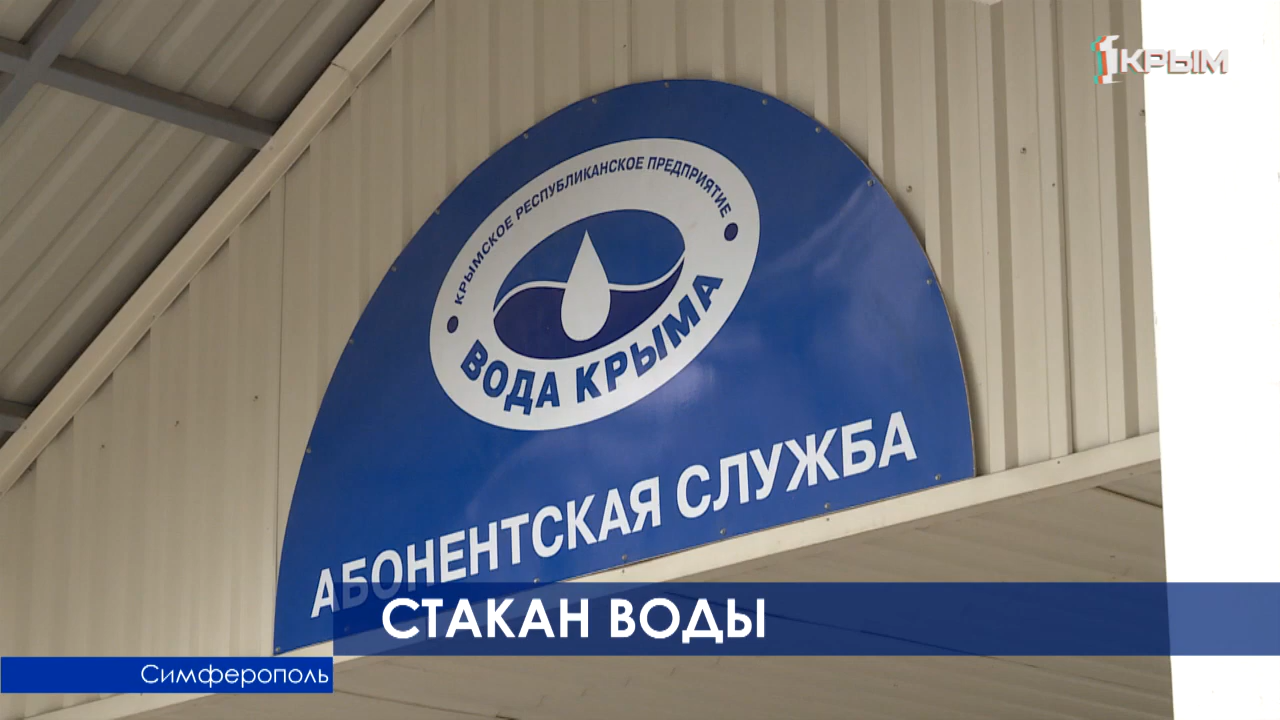 1КРЫМ
КРЫМСКОЕ РЕСПУБЛИКАНСКОЕ ПРЕДПРИЯТИЕ
ВОДА КРЫМА
АБОНЕНТСКАЯ СЛУЖБА
СТАКАН ВОДЫ
Симферополь